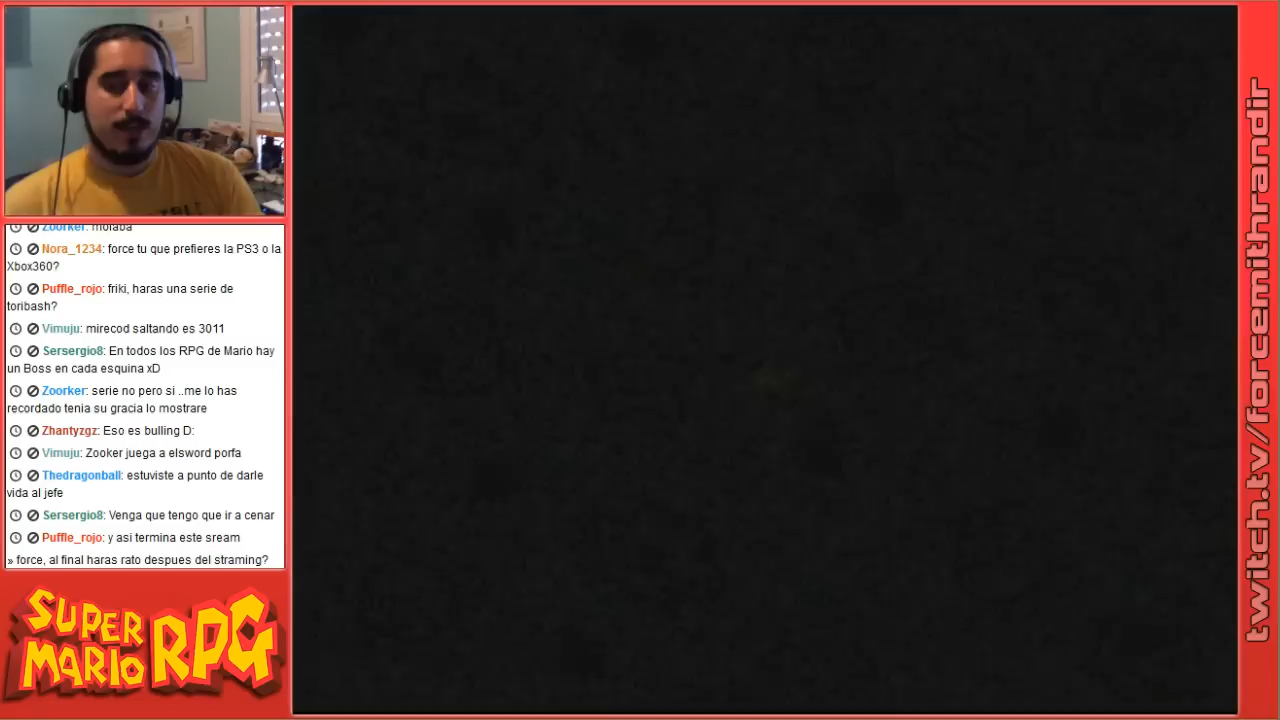 Zoorker: molaba
Nora_1234: force tu que prefieres la PS3 o la
Xbox360?
Puffle_rojo: friki, haras una serie de
toribash?
Vimuju: mirecod saltando es 3011
Sersergio8: En todos los RPG de Mario hay
un Boss en cada esquina xD
Zoorker: serie no pero si ..me lo has
recordado tenia su gracia lo mostrare
Zhantyzgz: Eso es bulling D:
Vimuju: Zooker juega a elsword porfa
Thedragonball: estuviste a punto de darle
vida al jefe
Sersergio8: Venga que tengo que ir a cenar
Puffle_rojo: y asi termina este sream
» force, al final haras rato despues del straming?
SUPER
MARIO RPG
twitch.tv/forcemithrandir